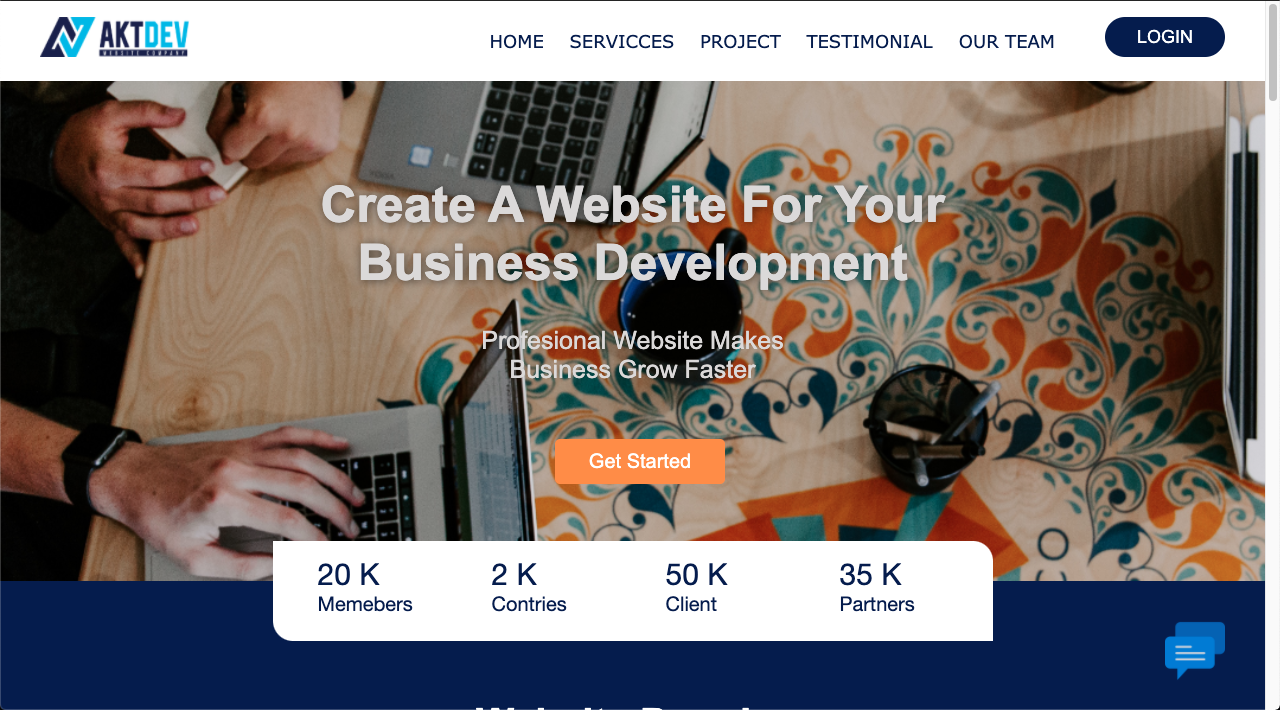 AKTDEV
WEBSITE COMPANY
HOME SERVICCES PROJECT TESTIMONIAL OUR TEAM LOGIN
Create A Website For Your
Business Development
Profesional Website Makes
Business Grow Faster
Get Started
20 K 2 K 50 K 35 K
Memebers Contries Client Partners